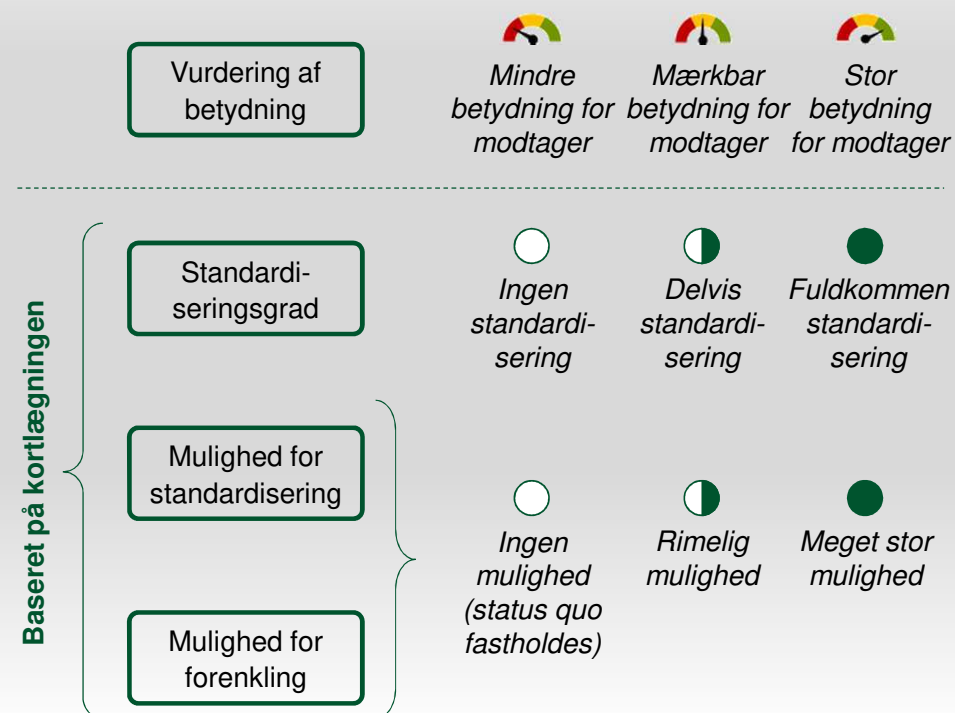 Vurdering af
betydning
Mindre
betydning for
modtager
Mærkbar
betydning for
modtager
Stor
betydning
for modtager
Baseret på kortlægningen
Standardi-
seringsgrad
Ingen
standardi-
sering
Delvis
standardi-
sering
Fuldkommen
standardi-
sering
Mulighed for
standardisering
Mulighed for
forenkling
Ingen
mulighed
(status quo
fastholdes)
Rimelig
mulighed
Meget stor
mulighed